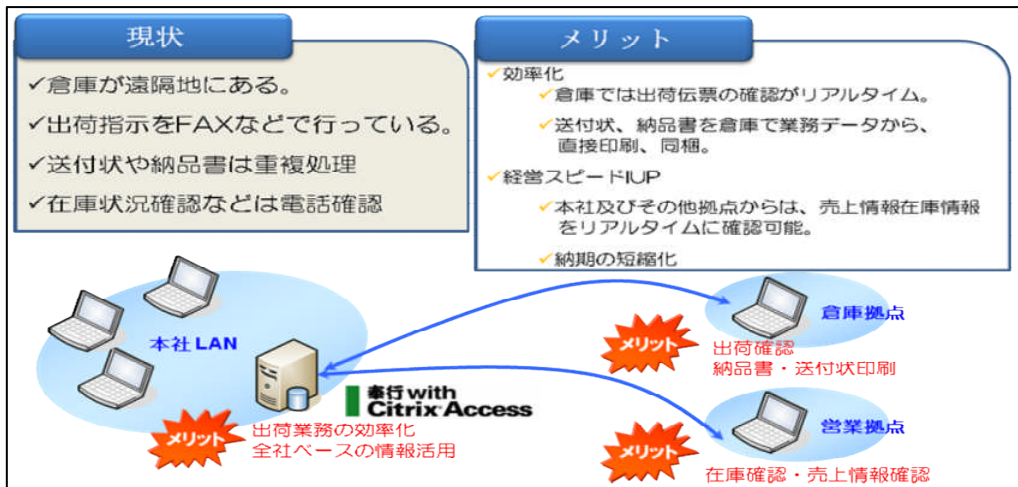 現状
✓倉庫が遠隔地にある。
✓出荷指示をFAXなどで行っている。
✓送付状や納品書は重複処理
✓在庫状況確認などは電話確認
メリット
✓効率化
✓倉庫では出荷伝票の確認がリアルタイム。
✓送付状、納品書を倉庫で業務データから、
直接印刷、同梱。
✓経営スピードIUP
✓本社及びその他拠点からは、売上情報在庫情報
をリアルタイムに確認可能。
✓納期の短縮化
本社LAN
奉行 with
Citrix Access
メリット
出荷業務の効率化
全社ベースの情報活用
倉庫拠点
メリット
出荷確認
納品書・送付状印刷
営業拠点
メリット
在庫確認・売上情報確認